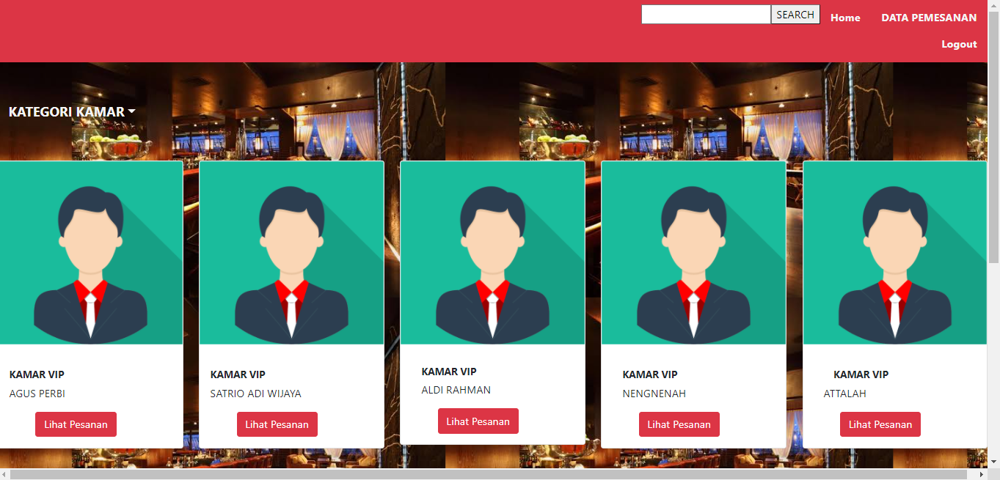 SEARCH
Home
DATA PEMESANAN
Logout
KATEGORI KAMAR
KAMAR VIP
AGUS PERBI
Lihat Pesanan
KAMAR VIP
SATRIO ADI WIJAYA
Lihat Pesanan
KAMAR VIP
ALDI RAHMAN
Lihat Pesanan
KAMAR VIP
NENGNENAH
Lihat Pesanan
KAMAR VIP
ATTALAH
Lihat Pesanan